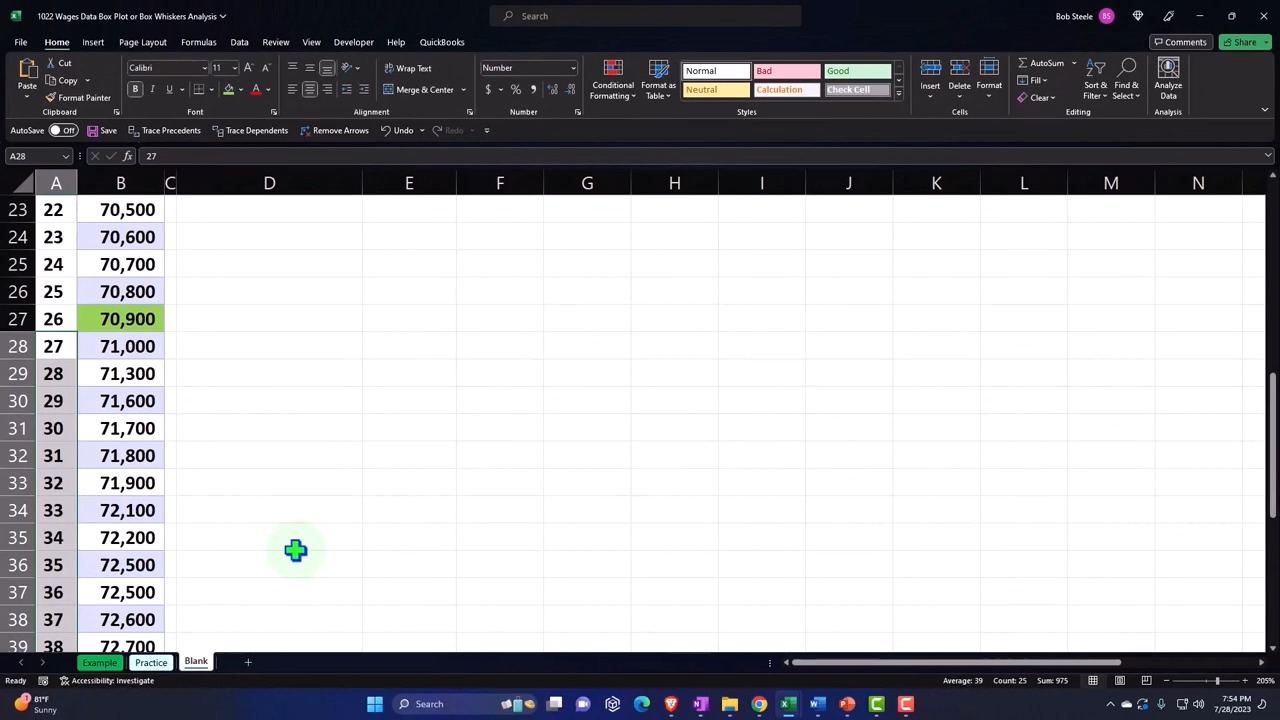 1022 Wages Data Box Plot or Box Whiskers Analysis
Search
Bob Steele
BS
File Home Insert Page Layout Formulas Data Review View Developer Automate Help QuickBooks
Comments
Share
Paste
Cut
Copy
Format Painter
Clipboard
Calibri
11
B I U
Font
Wrap Text
Merge & Center
Alignment
Number
Number
Conditional Formatting
Format as Table
Normal Bad Good
Neutral Calculation Check Cell
Styles
Insert Delete Format
Cells
AutoSum
Fill
Clear
Sort & Filter
Find & Select
Editing
Analyze Data
Analysis
AutoSave Off Save Trace Precedents Trace Dependents Remove Arrows Undo Redo
A28 fx 27
A B C D E F G H I J K L M N
23 22 70,500
24 23 70,600
25 24 70,700
26 25 70,800
27 26 70,900
28 27 71,000
29 28 71,300
30 29 71,600
31 30 71,700
32 31 71,800
33 32 71,900
34 33 72,100
35 34 72,200
36 35 72,500
37 36 72,500
38 37 72,600
39 38 72,700
Example Practice Blank
Ready Accessibility: Investigate Average: 39 Count: 25 Sum: 975 205%
81°F
Sunny
Search
7:54 PM
7/28/2023